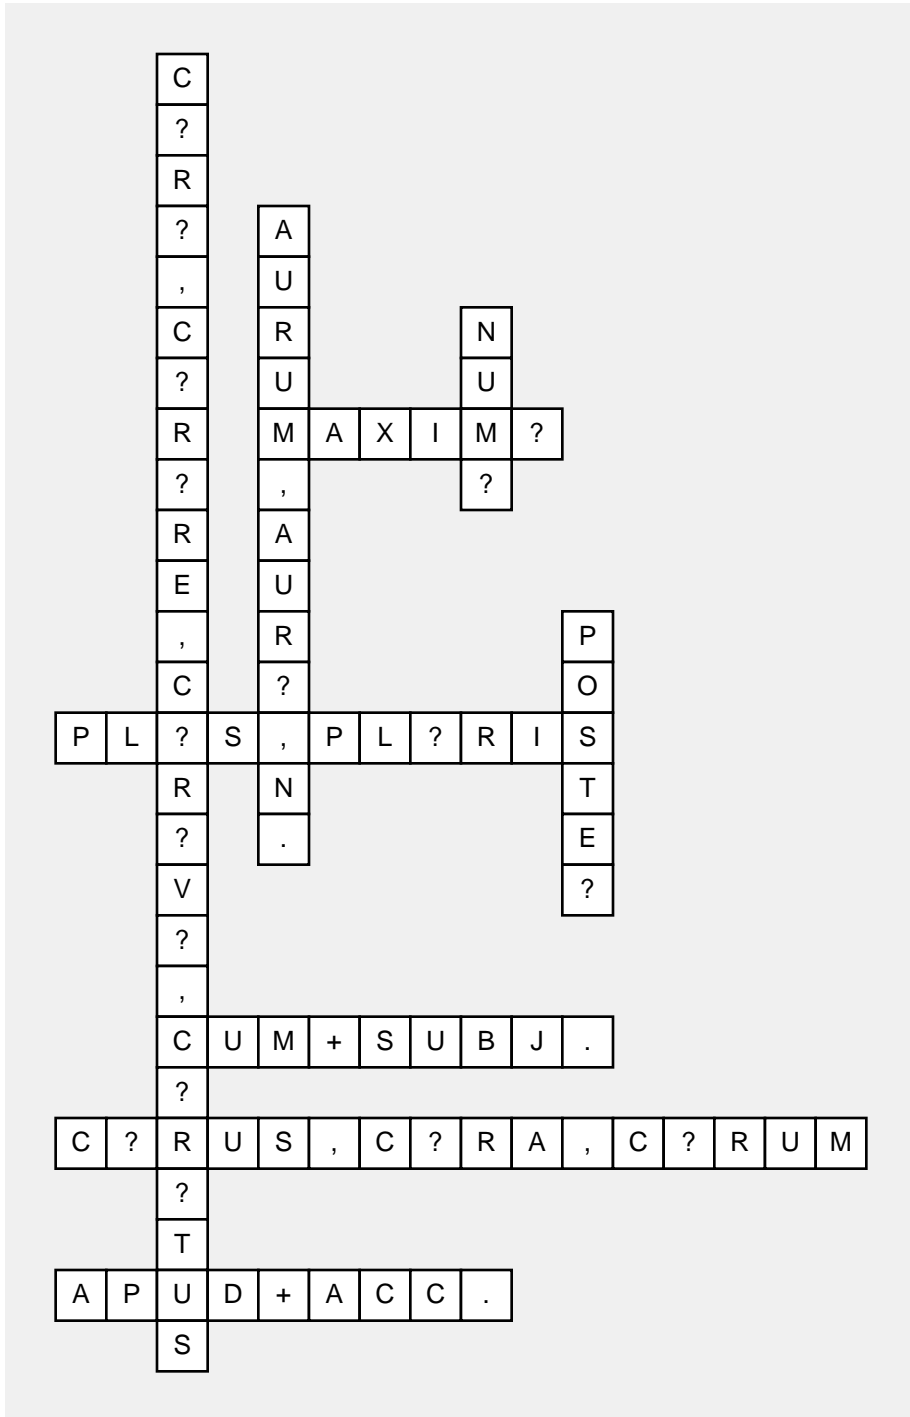 C?R?,C?R?RE,C?R?V?,C?R?TUS
AURUM,AUR?,N.
NUM?
MAXIM?
POSTE?
PL?S,PL?RIS
CUM+SUBJ.
C?RUS,C?RA,C?RUM
APUD+ACC.